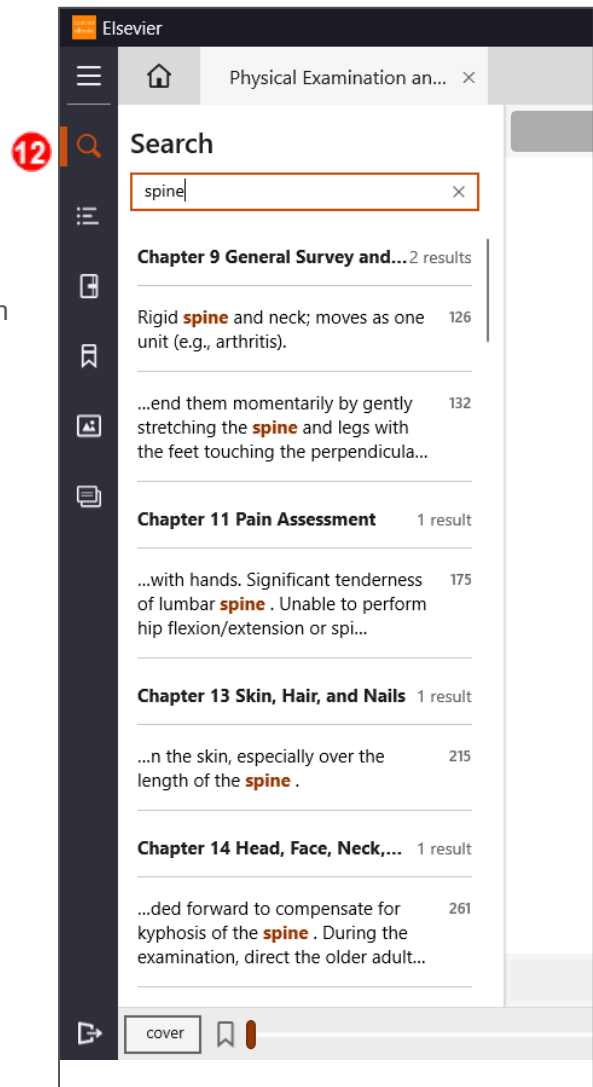 Elsevier
Physical Examination an...
12
Search
spine
Chapter 9 General Survey and... 2 results
Rigid spine and neck; moves as one 126
unit (e.g., arthritis).
...end them momentarily by gently 132
stretching the spine and legs with
the feet touching the perpendicula...
Chapter 11 Pain Assessment 1 result
...with hands. Significant tenderness 175
of lumbar spine . Unable to perform
hip flexion/extension or spi...
Chapter 13 Skin, Hair, and Nails 1 result
...n the skin, especially over the 215
length of the spine .
Chapter 14 Head, Face, Neck,... 1 result
...ded forward to compensate for 261
kyphosis of the spine . During the
examination, direct the older adult...
cover